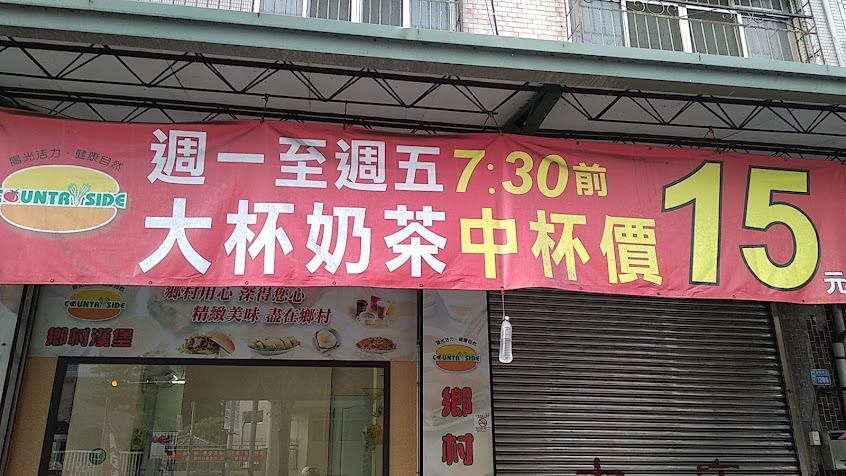 陽光活力·健康自然
COUNTRYSIDE
週一至週五7:30前
大杯奶茶中杯價15元
COUNTRYSIDE
鄉村漢堡
鄉村用心 深得您心
精緻美味 盡在鄉村
COUNTRYSIDE
鄉村